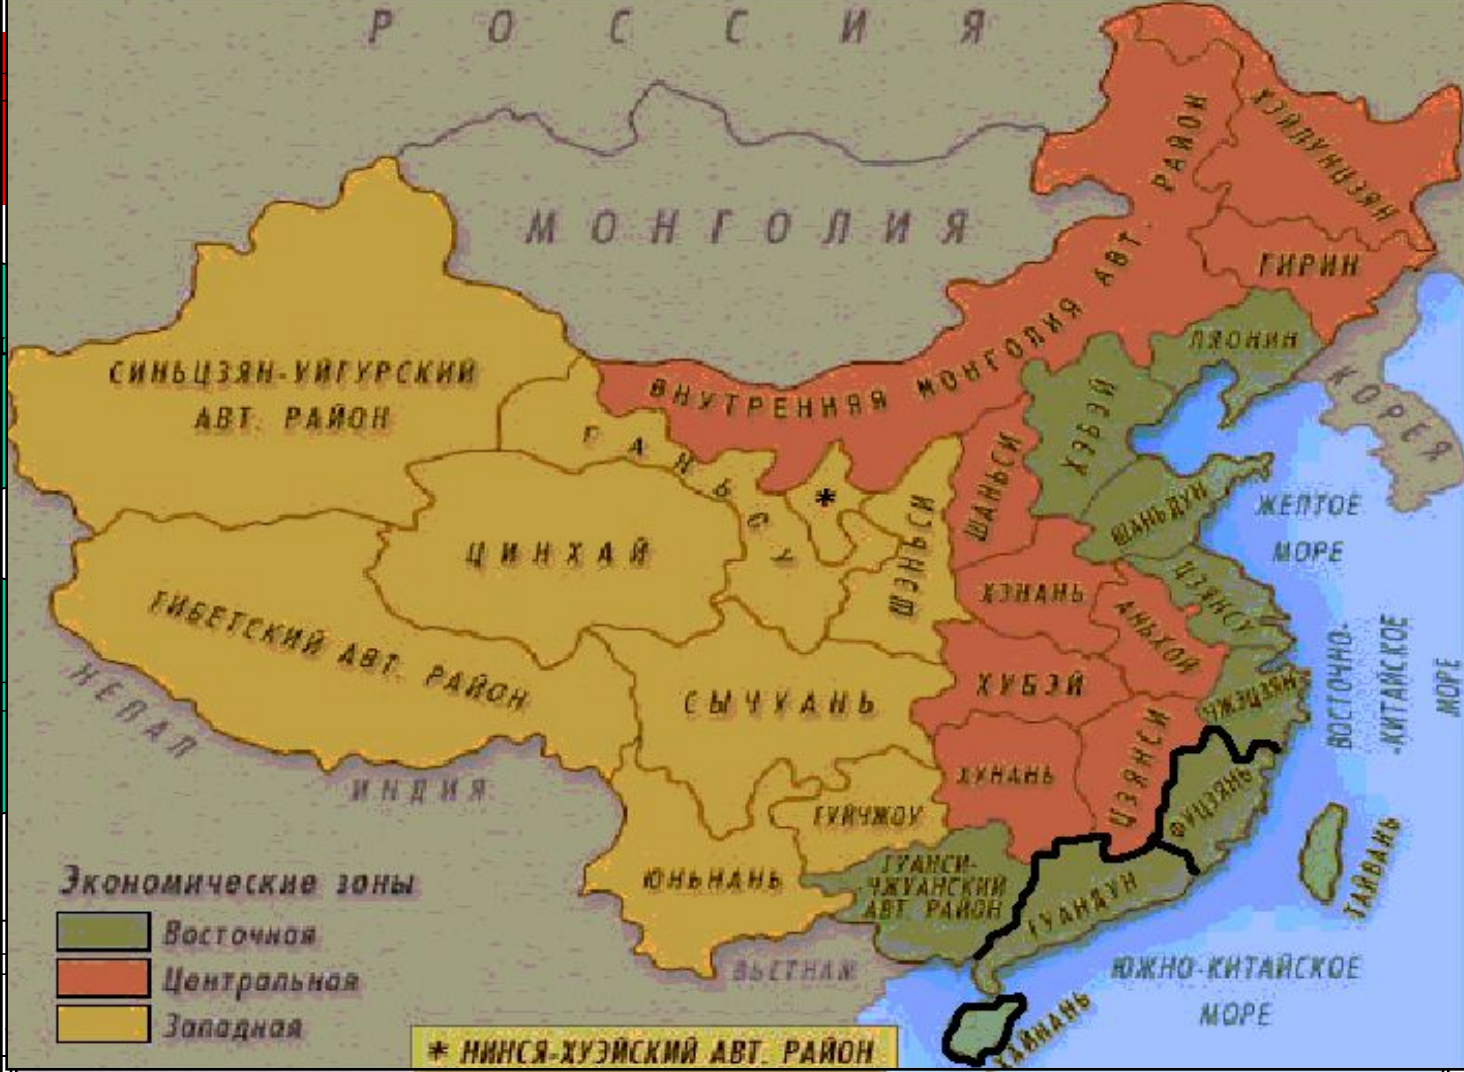 РОССИЯ
МОНГОЛИЯ
ХЭЙЛУНЦЗЯН
ГИРИН
ВНУТРЕННЯЯ МОНГОЛИЯ АВТ. РАЙОН
ЛЯОНИН
КОРЕЯ
СИНЬЦЗЯН-УЙГУРСКИЙ
АВТ. РАЙОН
ГАНЬСУ
ХЭБЭЙ
ШАНЬСИ
ШАНЬДУН
ЖЕЛТОЕ
МОРЕ
ЦИНХАЙ
*
ШЭНЬСИ
ХЭНАНЬ
АНЬХОЙ
ЦЗЯНСУ
ТИБЕТСКИЙ АВТ. РАЙОН
НЕПАЛ
ИНДИЯ
СЫЧУАНЬ
ХУБЭЙ
ЧЖЭЦЗЯН
ВОСТОЧНО-
-КИТАЙСКОЕ
МОРЕ
ХУНАНЬ
ЦЗЯНСИ
ФУЦЗЯНЬ
ГУЙЧЖОУ
ЮНЬНАНЬ
ГУАНСИ-
-ЧЖУАНСКИЙ
АВТ. РАЙОН
ГУАНДУН
ТАЙВАНЬ
ВЬЕТНАМ
ЮЖНО-КИТАЙСКОЕ
МОРЕ
ХАЙНАНЬ
Экономические зоны
Восточная
Центральная
Западная
* НИНСЯ-ХУЭЙСКИЙ АВТ. РАЙОН